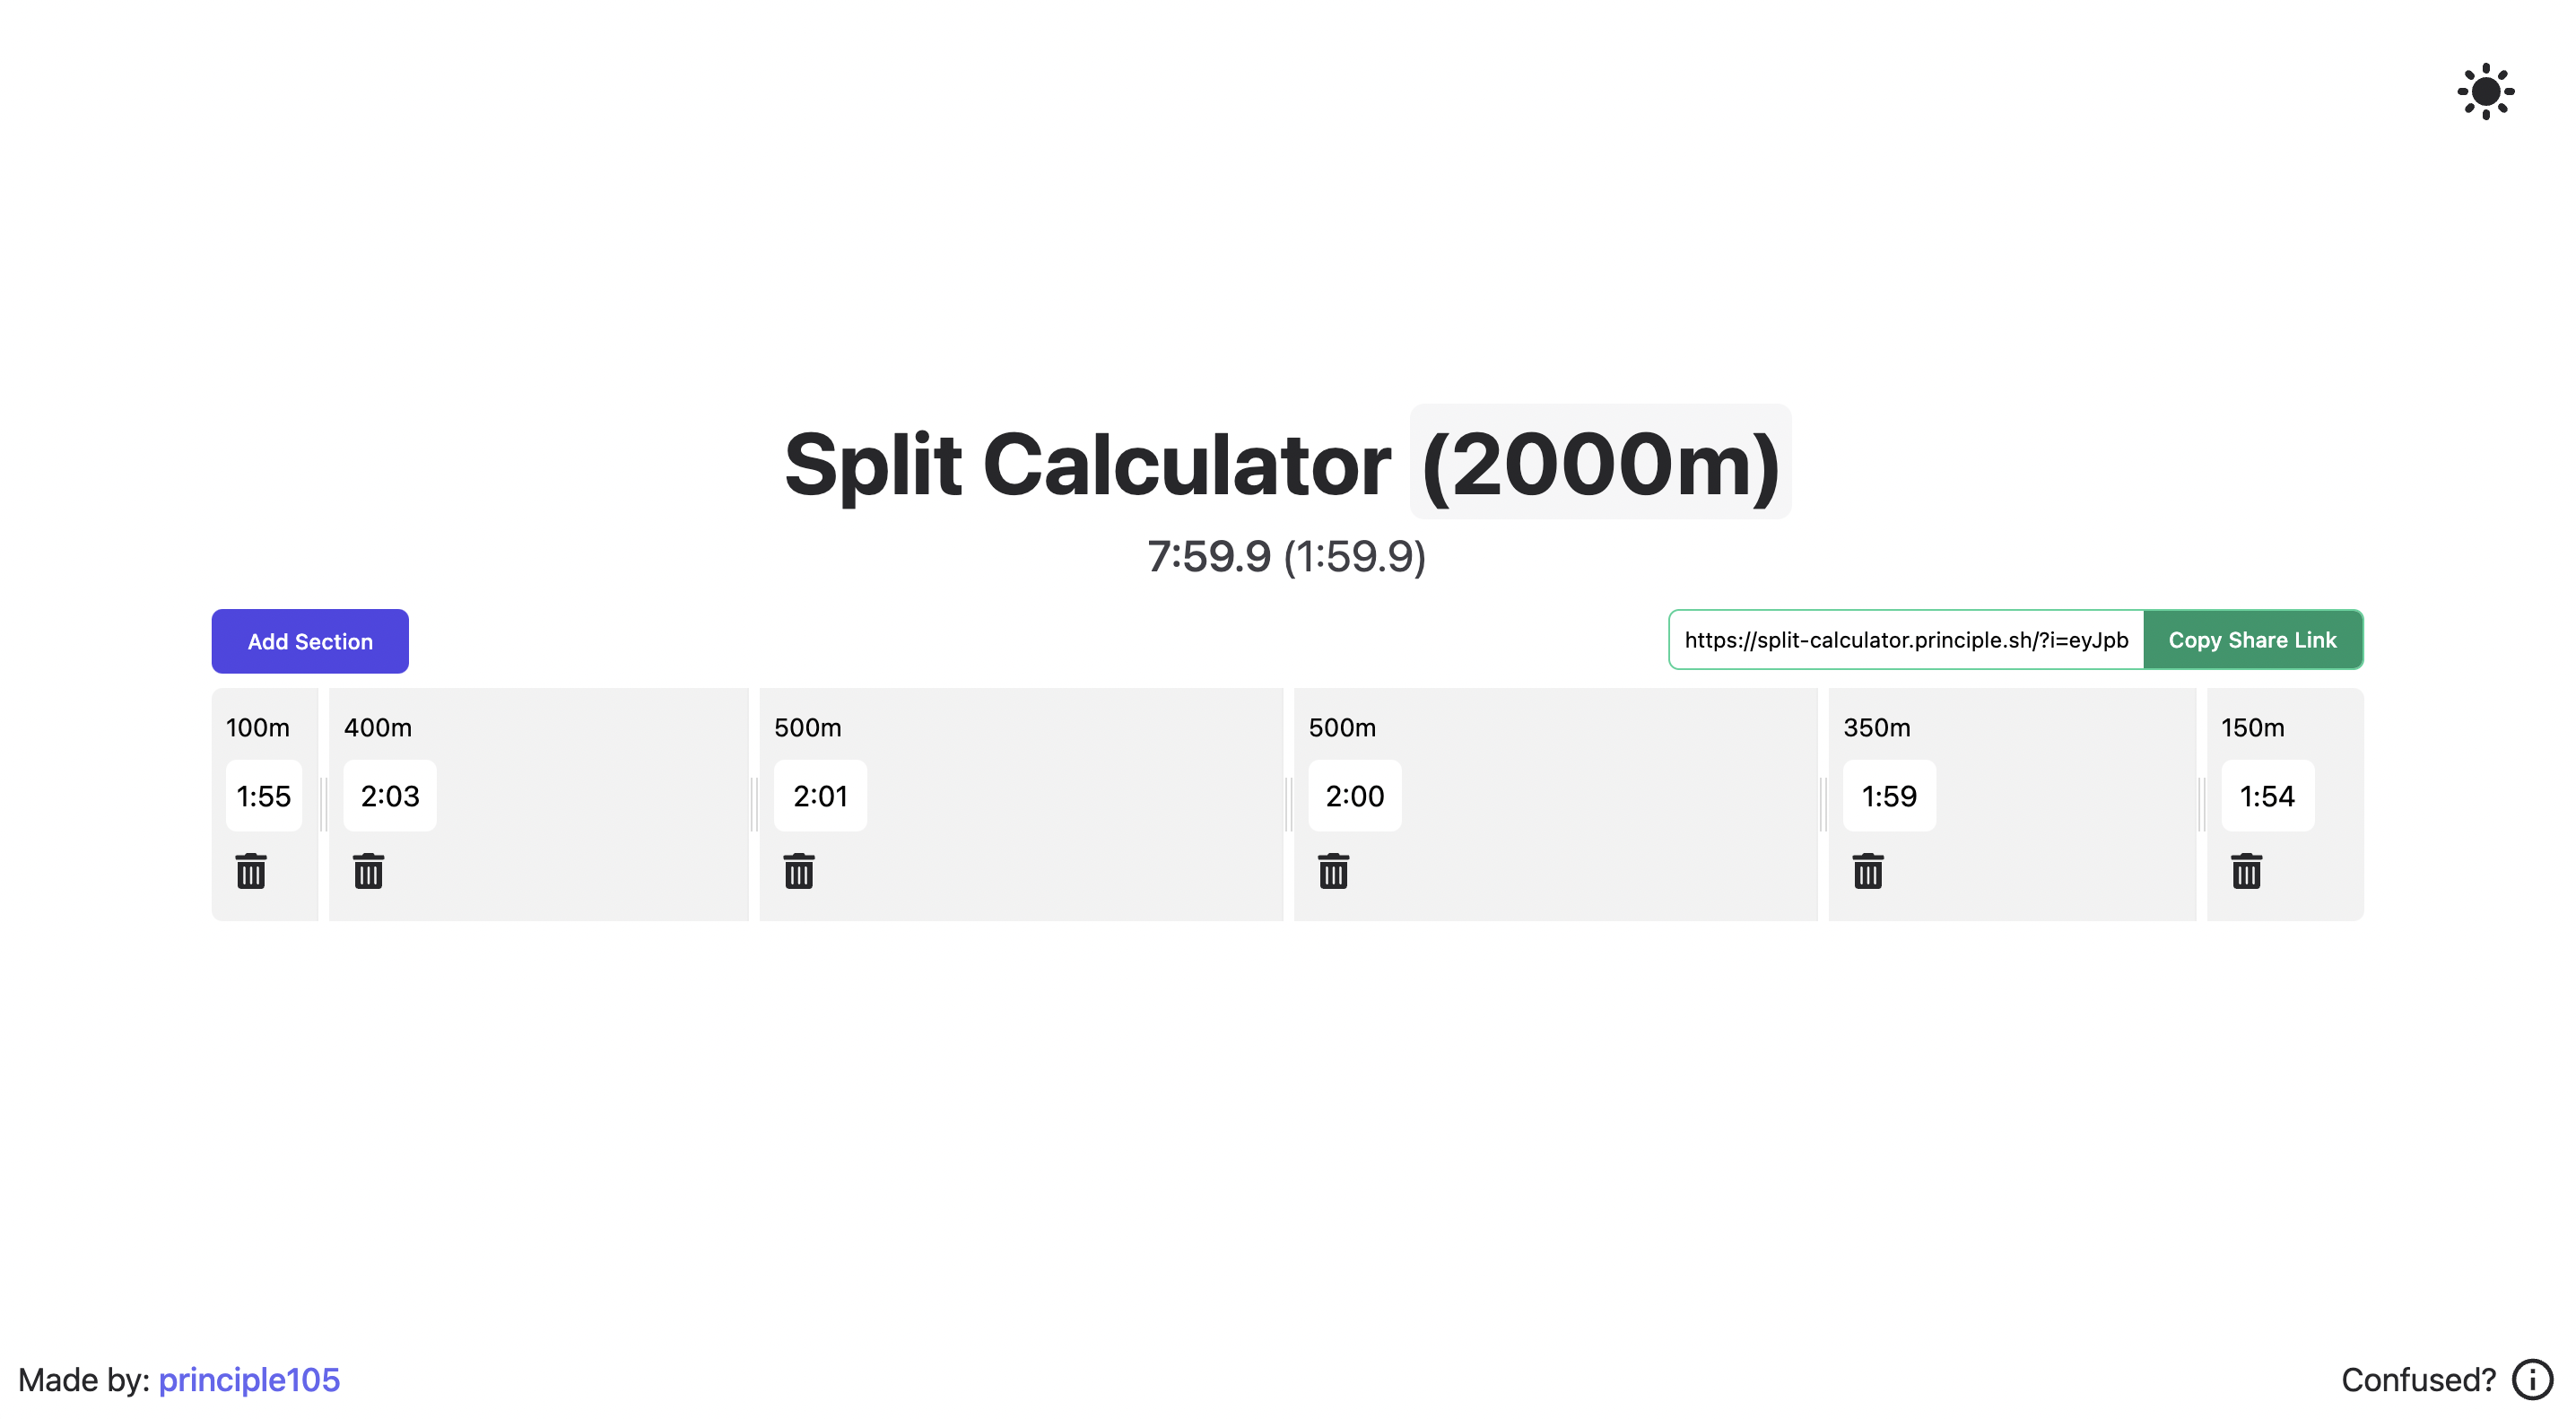 Split Calculator (2000m)
7:59.9 (1:59.9)
Add Section
https://split-calculator.principle.sh/?i=eyJpb
Copy Share Link
100m 400m 500m 500m 350m 150m
1:55 2:03 2:01 2:00 1:59 1:54
Made by: principle105
Confused?